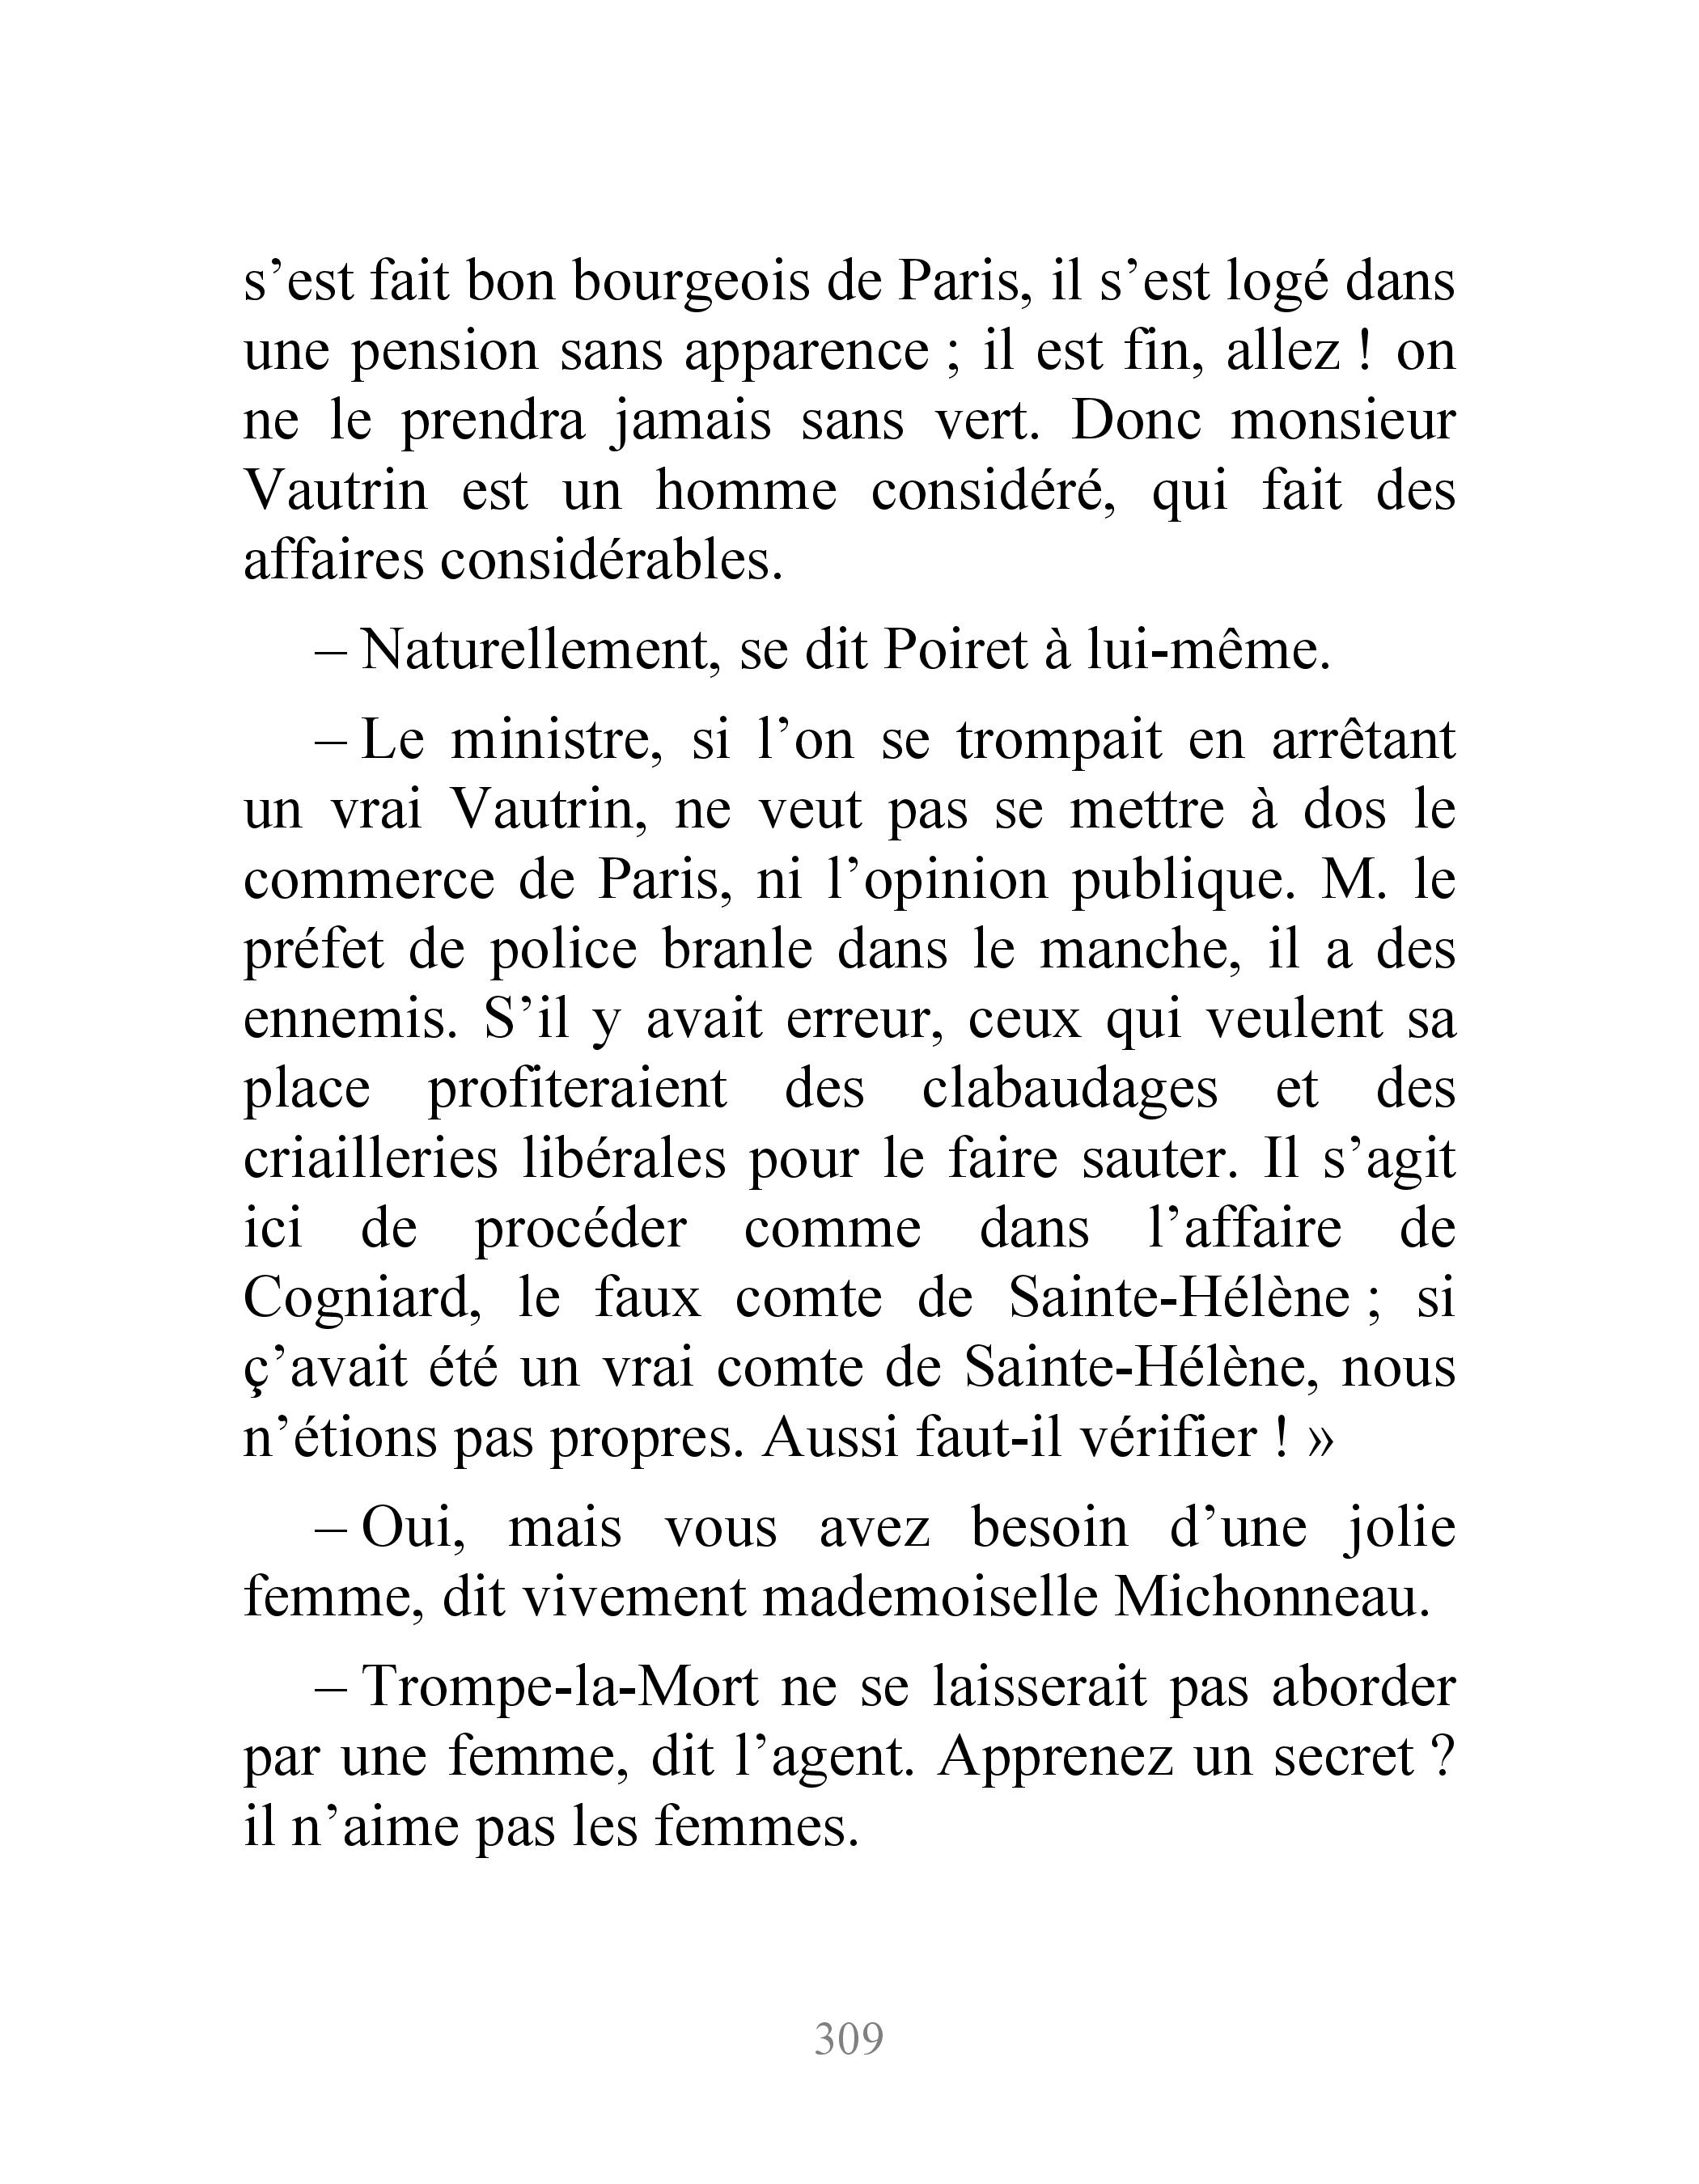 s’est fait bon bourgeois de Paris, il s’est logé dans
une pension sans apparence ; il est fin, allez ! on
ne le prendra jamais sans vert. Donc monsieur
Vautrin est un homme considéré, qui fait des
affaires considérables.
– Naturellement, se dit Poiret à lui-même.
– Le ministre, si l’on se trompait en arrêtant
un vrai Vautrin, ne veut pas se mettre à dos le
commerce de Paris, ni l’opinion publique. M. le
préfet de police branle dans le manche, il a des
ennemis. S’il y avait erreur, ceux qui veulent sa
place profiteraient des clabaudages et des
criailleries libérales pour le faire sauter. Il s’agit
ici de procéder comme dans l’affaire de
Cogniard, le faux comte de Sainte-Hélène ; si
ç’avait été un vrai comte de Sainte-Hélène, nous
n’étions pas propres. Aussi faut-il vérifier ! »
– Oui, mais vous avez besoin d’une jolie
femme, dit vivement mademoiselle Michonneau.
– Trompe-la-Mort ne se laisserait pas aborder
par une femme, dit l’agent. Apprenez un secret ?
il n’aime pas les femmes.
309